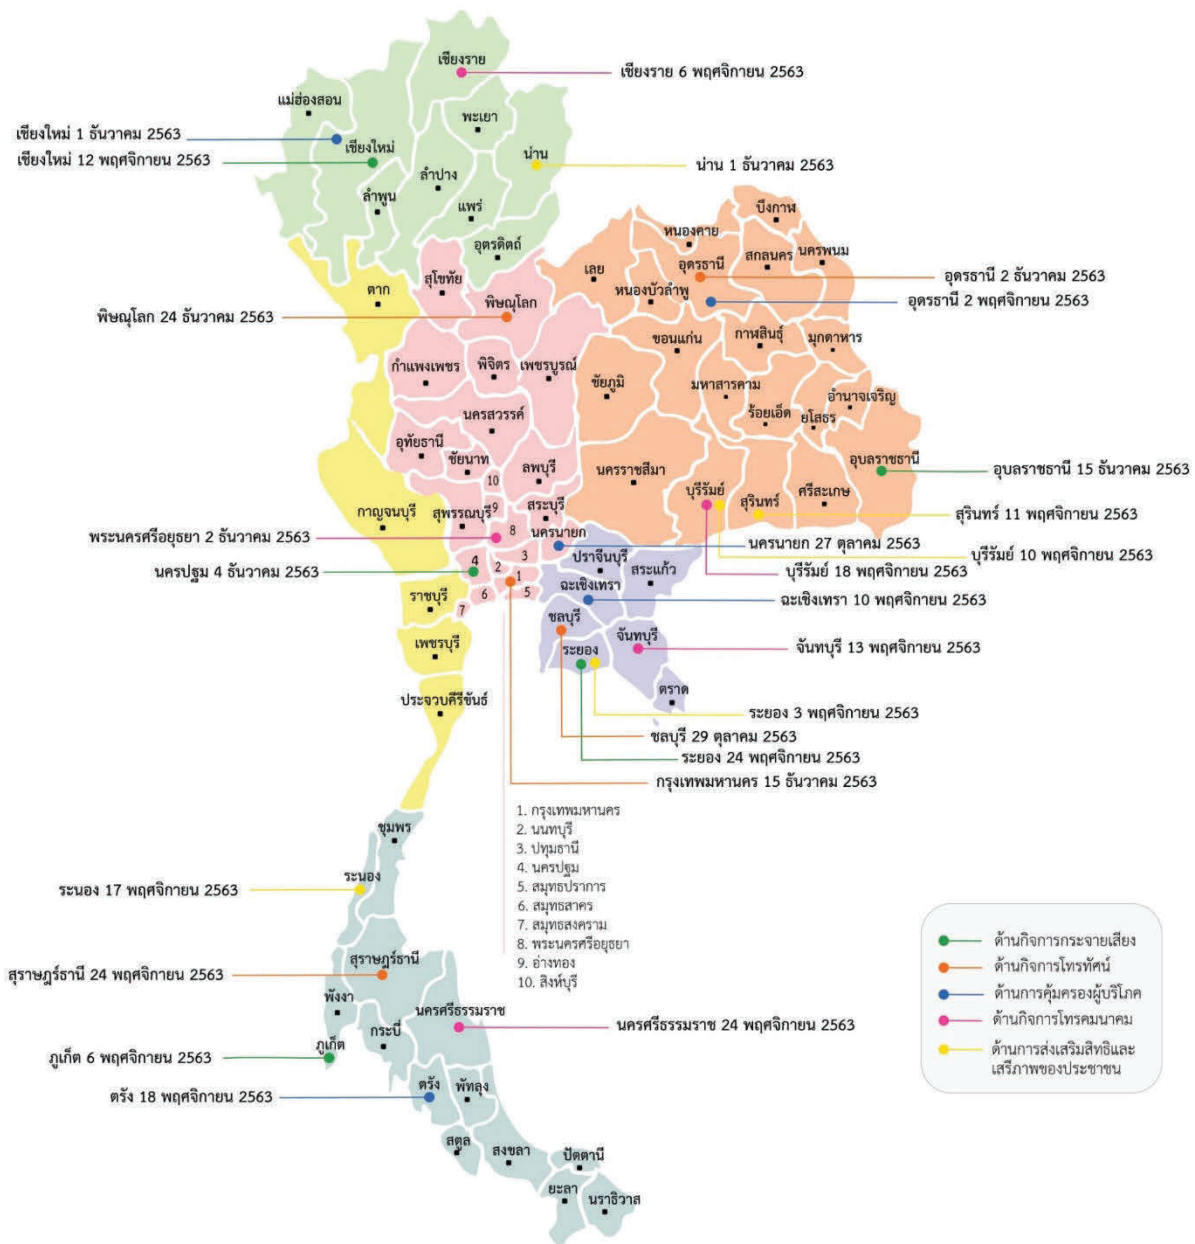 เชียงราย
เชียงราย 6 พฤศจิกายน 2563
แม่ฮ่องสอน
พะเยา
เชียงใหม่ 1 ธันวาคม 2563
เชียงใหม่
เชียงใหม่ 12 พฤศจิกายน 2563
น่าน
น่าน 1 ธันวาคม 2563
ลำปาง
ลำพูน
แพร่
อุตรดิตถ์
บึงกาฬ
หนองคาย
สกลนคร
นครพนม
เลย
อุดรธานี
อุดรธานี 2 ธันวาคม 2563
หนองบัวลำพู
อุดรธานี 2 พฤศจิกายน 2563
สุโขทัย
ตาก
พิษณุโลก
พิษณุโลก 24 ธันวาคม 2563
ขอนแก่น
กาฬสินธุ์
มุกดาหาร
กำแพงเพชร
พิจิตร
เพชรบูรณ์
ชัยภูมิ
มหาสารคาม
อำนาจเจริญ
ร้อยเอ็ด
ยโสธร
นครสวรรค์
อุทัยธานี
ชัยนาท
ลพบุรี
นครราชสีมา
อุบลราชธานี
อุบลราชธานี 15 ธันวาคม 2563
10
บุรีรัมย์
สุรินทร์
ศรีสะเกษ
9
สระบุรี
กาญจนบุรี
สุพรรณบุรี
สุรินทร์ 11 พฤศจิกายน 2563
8
นครนายก
พระนครศรีอยุธยา 2 ธันวาคม 2563
นครนายก 27 ตุลาคม 2563
บุรีรัมย์ 10 พฤศจิกายน 2563
3
ปราจีนบุรี
สระแก้ว
นครปฐม 4 ธันวาคม 2563
4
2
1
บุรีรัมย์ 18 พฤศจิกายน 2563
ฉะเชิงเทรา
ฉะเชิงเทรา 10 พฤศจิกายน 2563
6
5
7
ราชบุรี
ชลบุรี
จันทบุรี
เพชรบุรี
ระยอง
จันทบุรี 13 พฤศจิกายน 2563
ตราด
ประจวบคีรีขันธ์
ระยอง 3 พฤศจิกายน 2563
ชลบุรี 29 ตุลาคม 2563
ระยอง 24 พฤศจิกายน 2563
กรุงเทพมหานคร 15 ธันวาคม 2563
1. กรุงเทพมหานคร
2. นนทบุรี
3. ปทุมธานี
4. นครปฐม
5. สมุทรปราการ
6. สมุทรสาคร
7. สมุทรสงคราม
8. พระนครศรีอยุธยา
9. อ่างทอง
10. สิงห์บุรี
ชุมพร
ระนอง
ระนอง 17 พฤศจิกายน 2563
สุราษฎร์ธานี
สุราษฎร์ธานี 24 พฤศจิกายน 2563
พังงา
นครศรีธรรมราช
นครศรีธรรมราช 24 พฤศจิกายน 2563
กระบี่
ภูเก็ต
ภูเก็ต 6 พฤศจิกายน 2563
ตรัง
พัทลุง
ตรัง 18 พฤศจิกายน 2563
สตูล
สงขลา
ปัตตานี
ยะลา
นราธิวาส
ด้านกิจการกระจายเสียง
ด้านกิจการโทรทัศน์
ด้านการคุ้มครองผู้บริโภค
ด้านกิจการโทรคมนาคม
ด้านการส่งเสริมสิทธิและ
เสรีภาพของประชาชน